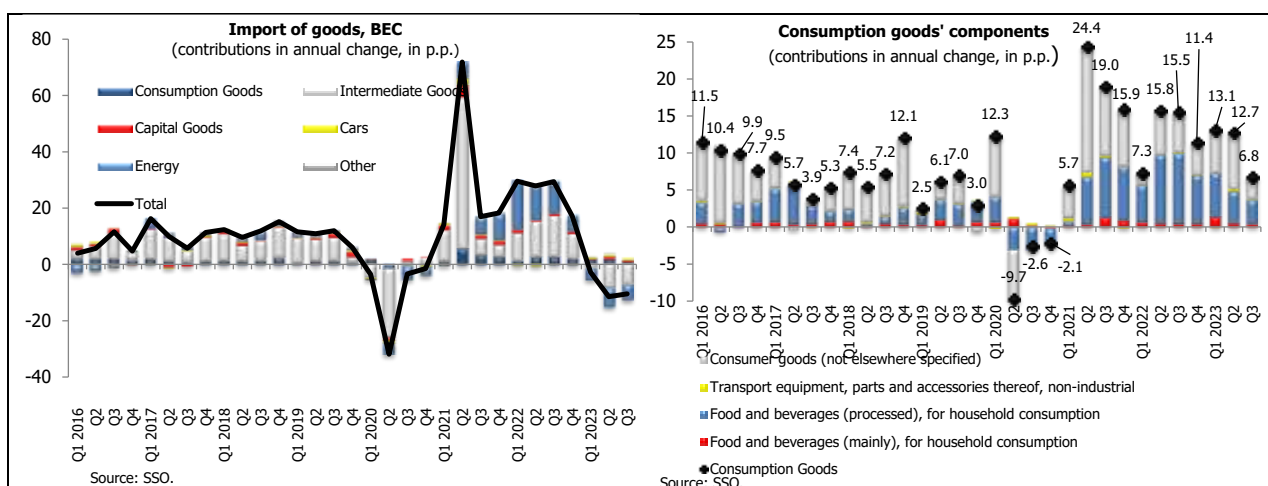 Import of goods, BEC
(contributions in annual change, in p.p.)
80
60
40
20
0
-20
-40
Consumption Goods
Intermediate Goods
Capital Goods
Cars
Energy
Other
Total
Q1 2016
Q2
Q3
Q4
Q1 2017
Q2
Q3
Q4
Q1 2018
Q2
Q3
Q4
Q1 2019
Q2
Q3
Q4
Q1 2020
Q2
Q3
Q4
Q1 2021
Q2
Q3
Q4
Q1 2022
Q2
Q3
Q4
Q1 2023
Q2
Q3
Source: SSO.
Consumption goods' components
(contributions in annual change, in p.p.)
25
20
15
10
5
0
-5
-10
11.5
10.4
9.9
7.7
9.5
5.7
3.9
5.3
7.4
5.5
7.2
12.1
2.5
6.1
7.0
3.0
12.3
-9.7
-2.6
-2.1
5.7
24.4
19.0
15.9
7.3
15.8
15.5
11.4
13.1
12.7
6.8
Q1 2016
Q2
Q3
Q4
Q1 2017
Q2
Q3
Q4
Q1 2018
Q2
Q3
Q4
Q1 2019
Q2
Q3
Q4
Q1 2020
Q2
Q3
Q4
Q1 2021
Q2
Q3
Q4
Q1 2022
Q2
Q3
Q4
Q1 2023
Q2
Q3
Consumer goods (not elsewhere specified)
Transport equipment, parts and accessories thereof, non-industrial
Food and beverages (processed), for household consumption
Food and beverages (mainly), for household consumption
Consumption Goods
Source: SSO